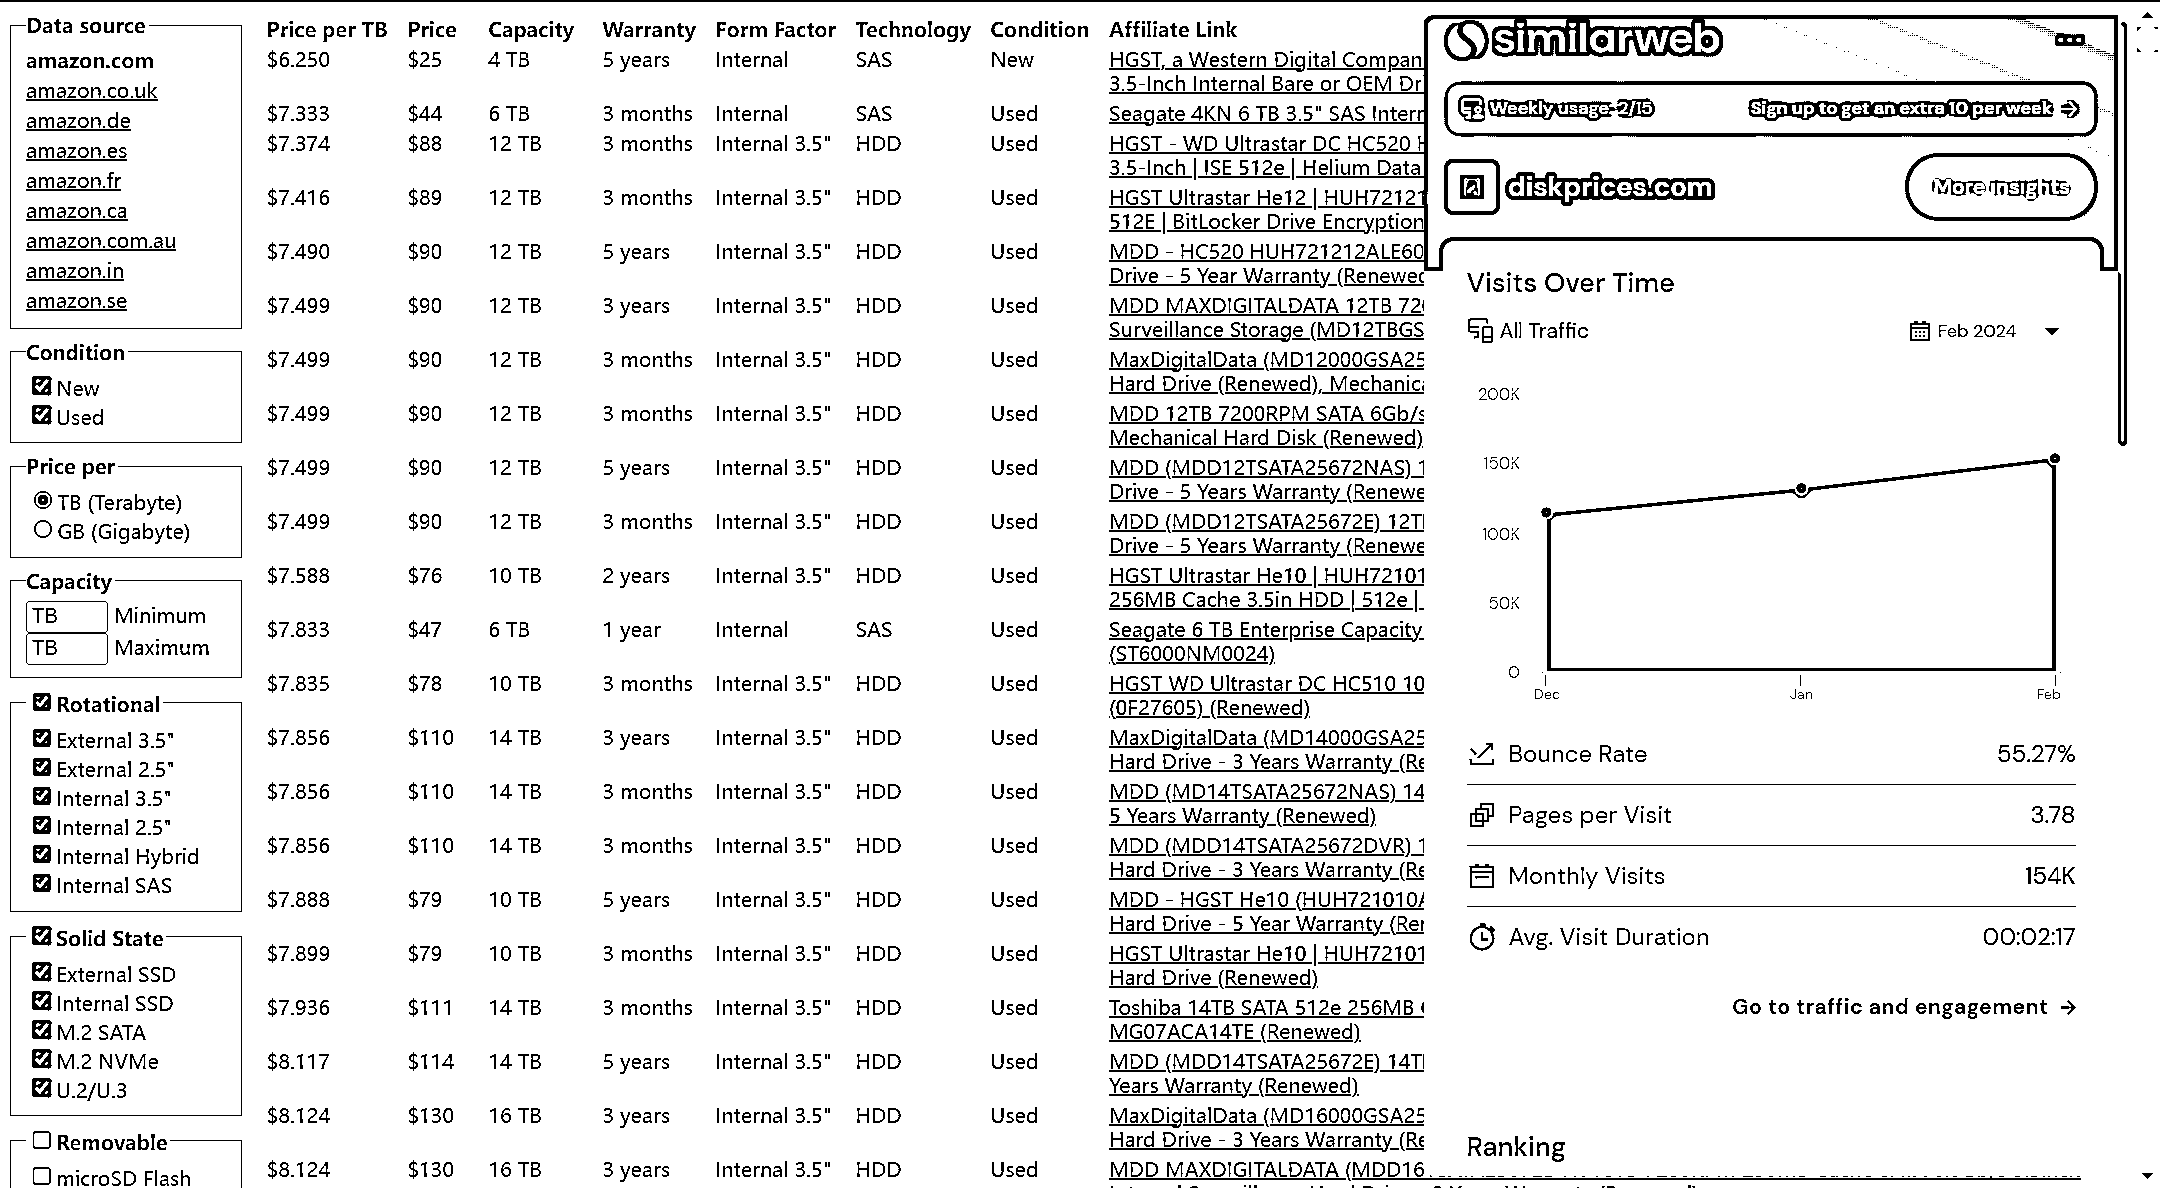 Data source
amazon.com
amazon.co.uk
amazon.de
amazon.es
amazon.fr
amazon.ca
amazon.com.au
amazon.in
amazon.se
Condition
New
Used
Price per
TB (Terabyte)
GB (Gigabyte)
Capacity
TB Minimum
TB Maximum
Rotational
External 3.5"
External 2.5"
Internal 3.5"
Internal 2.5"
Internal Hybrid
Internal SAS
Solid State
External SSD
Internal SSD
M.2 SATA
M.2 NVMe
U.2/U.3
Removable
microSD Flash
Price per TB Price Capacity Warranty Form Factor Technology Condition Affiliate Link
$6.250 $25 4 TB 5 years Internal SAS New HGST, a Western Digital Compan
3.5-Inch Internal Bare or OEM Dr
$7.333 $44 6 TB 3 months Internal SAS Used Seagate 4KN 6 TB 3.5" SAS Intern
$7.374 $88 12 TB 3 months Internal 3.5" HDD Used HGST - WD Ultrastar DC HC520 H
3.5-Inch | ISE 512e | Helium Data
$7.416 $89 12 TB 3 months Internal 3.5" HDD Used HGST Ultrastar He12 | HUH72121
512E | BitLocker Drive Encryption
$7.490 $90 12 TB 5 years Internal 3.5" HDD Used MDD - HC520 HUH721212ALE60
Drive - 5 Year Warranty (Renewed
$7.499 $90 12 TB 3 years Internal 3.5" HDD Used MDD MAXDIGITALDATA 12TB 720
Surveillance Storage (MD12TBGS
$7.499 $90 12 TB 3 months Internal 3.5" HDD Used MaxDigitalData (MD12000GSA25
Hard Drive (Renewed), Mechanica
$7.499 $90 12 TB 3 months Internal 3.5" HDD Used MDD 12TB 7200RPM SATA 6Gb/s
Mechanical Hard Disk (Renewed)
$7.499 $90 12 TB 5 years Internal 3.5" HDD Used MDD (MDD12TSATA25672NAS) 1
Drive - 5 Years Warranty (Renewe
$7.499 $90 12 TB 3 months Internal 3.5" HDD Used MDD (MDD12TSATA25672E) 12T
Drive - 5 Years Warranty (Renewe
$7.588 $76 10 TB 2 years Internal 3.5" HDD Used HGST Ultrastar He10 | HUH72101
256MB Cache 3.5in HDD | 512e |
$7.833 $47 6 TB 1 year Internal SAS Used Seagate 6 TB Enterprise Capacity
(ST6000NM0024)
$7.835 $78 10 TB 3 months Internal 3.5" HDD Used HGST WD Ultrastar DC HC510 10
(0F27605) (Renewed)
$7.856 $110 14 TB 3 years Internal 3.5" HDD Used MaxDigitalData (MD14000GSA25
Hard Drive - 3 Years Warranty (Re
$7.856 $110 14 TB 3 months Internal 3.5" HDD Used MDD (MD14TSATA25672NAS) 14
5 Years Warranty (Renewed)
$7.856 $110 14 TB 3 months Internal 3.5" HDD Used MDD (MDD14TSATA25672DVR) 1
Hard Drive - 3 Years Warranty (Re
$7.888 $79 10 TB 5 years Internal 3.5" HDD Used MDD - HGST He10 (HUH721010A
Hard Drive - 5 Year Warranty (Ren
$7.899 $79 10 TB 3 months Internal 3.5" HDD Used HGST Ultrastar He10 | HUH72101
Hard Drive (Renewed)
$7.936 $111 14 TB 3 months Internal 3.5" HDD Used Toshiba 14TB SATA 512e 256MB
MG07ACA14TE (Renewed)
$8.117 $114 14 TB 5 years Internal 3.5" HDD Used MDD (MDD14TSATA25672E) 14T
Years Warranty (Renewed)
$8.124 $130 16 TB 3 years Internal 3.5" HDD Used MaxDigitalData (MD16000GSA25
Hard Drive - 3 Years Warranty (Re
$8.124 $130 16 TB 3 years Internal 3.5" HDD Used MDD MAXDIGITALDATA (MDD16
similarweb
Weekly usage 2/15 Sign up to get an extra 10 per week
diskprices.com More insights
Visits Over Time
All Traffic Feb 2024
200K
150K
100K
50K
0
Dec Jan Feb
Bounce Rate 55.27%
Pages per Visit 3.78
Monthly Visits 154K
Avg. Visit Duration 00:02:17
Go to traffic and engagement →
Ranking